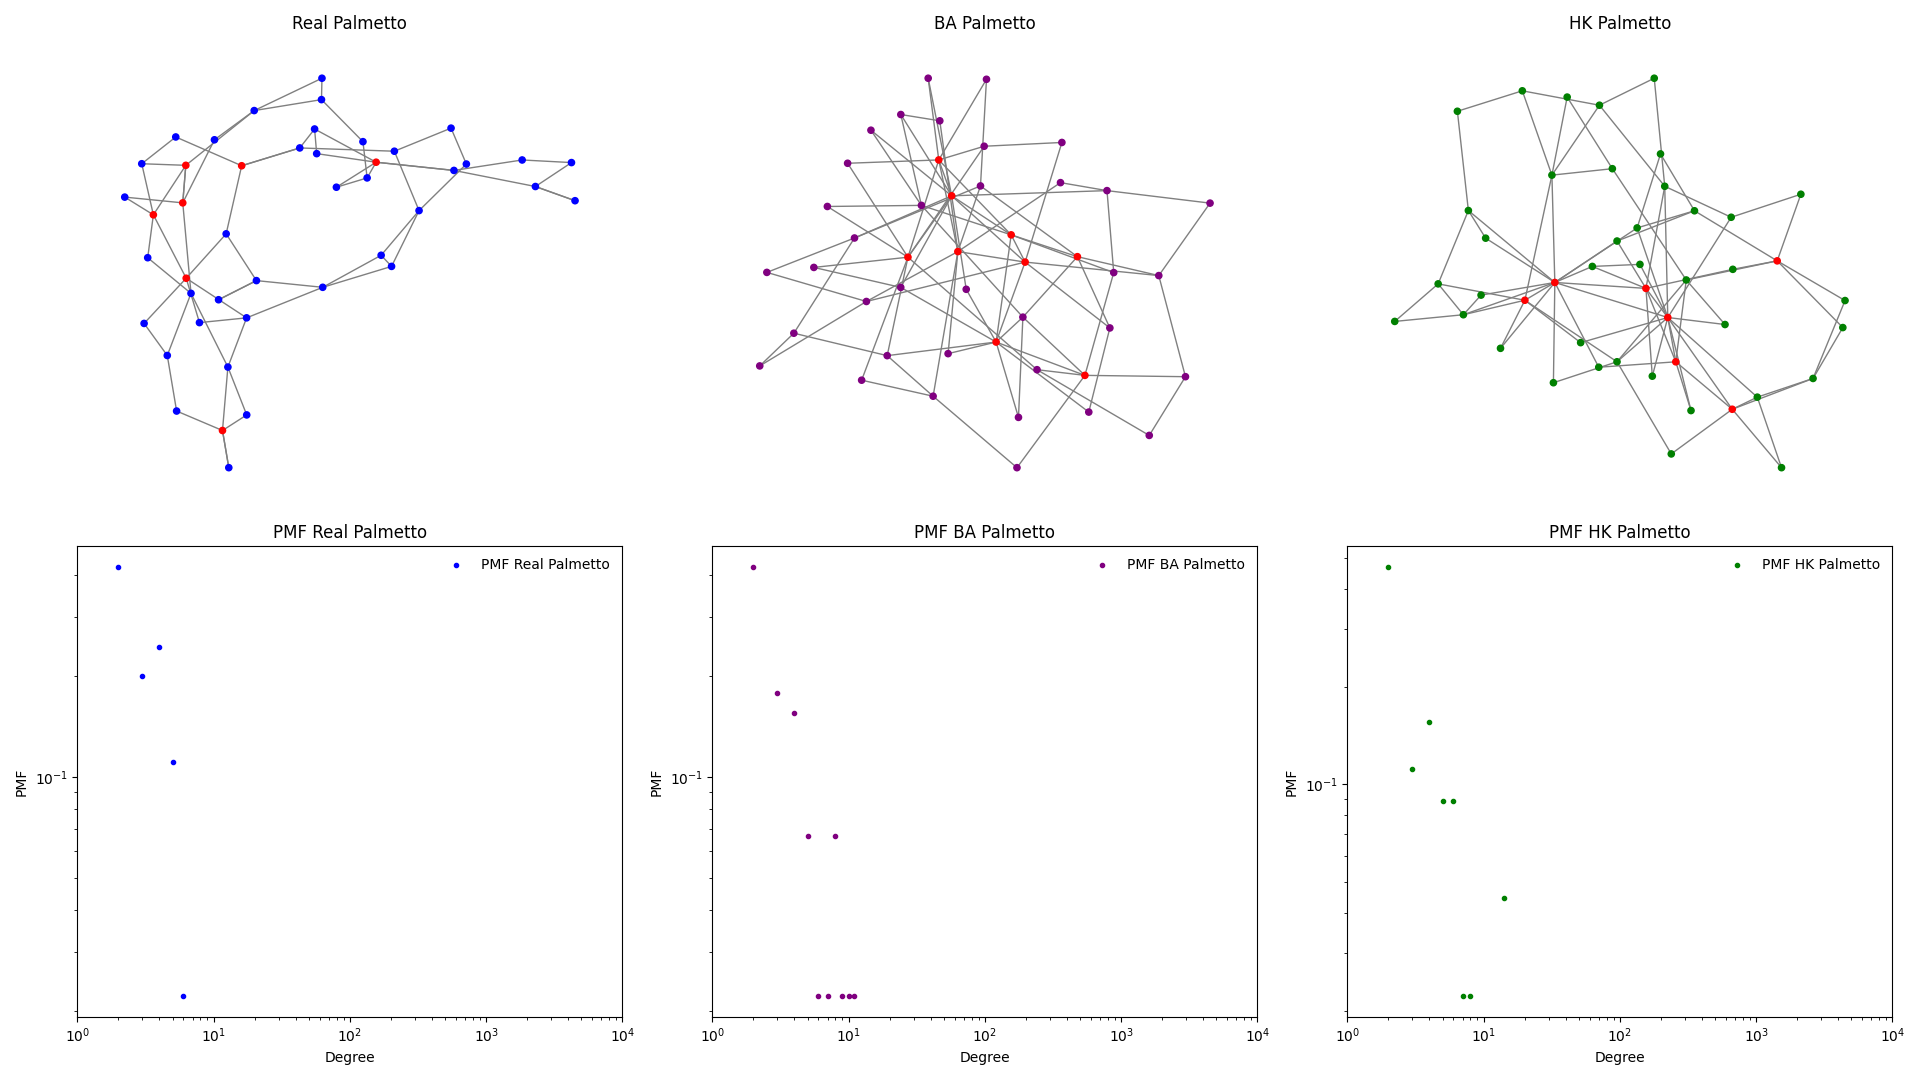 Real Palmetto
BA Palmetto
HK Palmetto
PMF Real Palmetto
PMF Real Palmetto
PMF
10⁻¹
10⁰ 10¹ 10² 10³ 10⁴
Degree
PMF BA Palmetto
PMF BA Palmetto
PMF
10⁻¹
10⁰ 10¹ 10² 10³ 10⁴
Degree
PMF HK Palmetto
PMF HK Palmetto
PMF
10⁻¹
10⁰ 10¹ 10² 10³ 10⁴
Degree